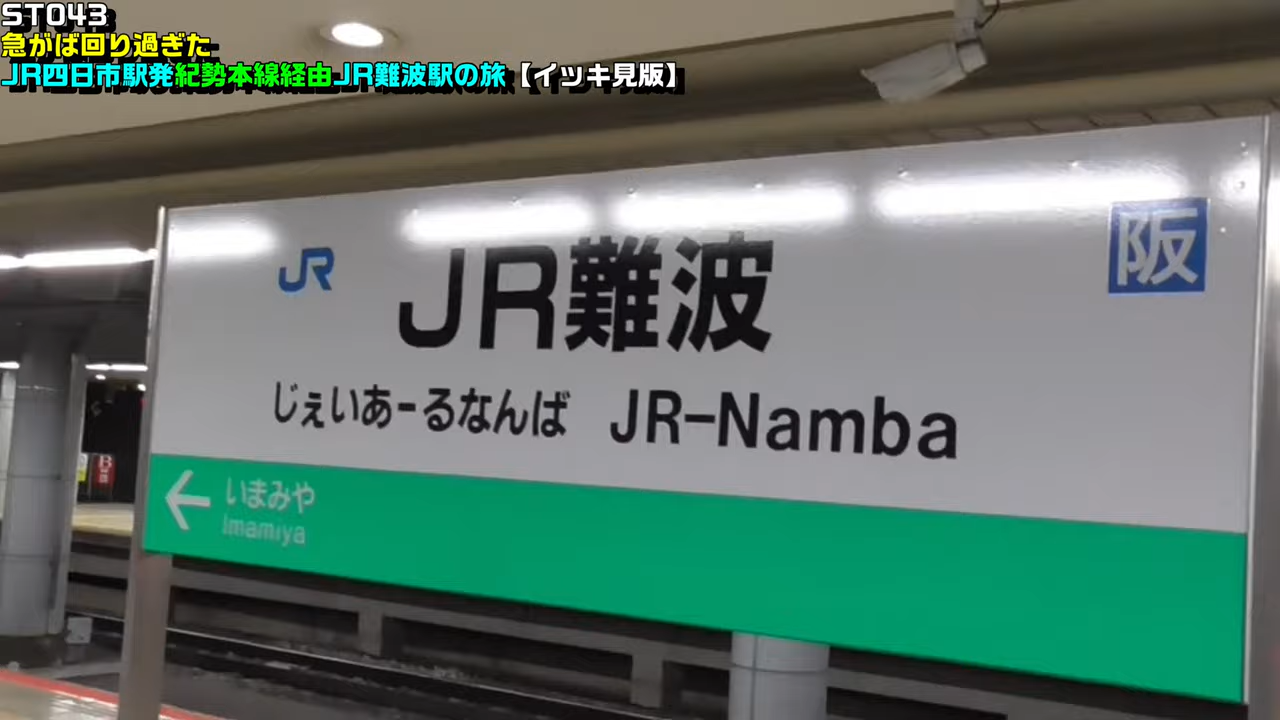 ST043
急がば回り過ぎた
JR四日市駅発紀勢本線経由JR難波駅の旅【イッキ見版】
JR
JR難波
阪
じぇいあーるなんば JR-Namba
← いまみや
Imamiya
B